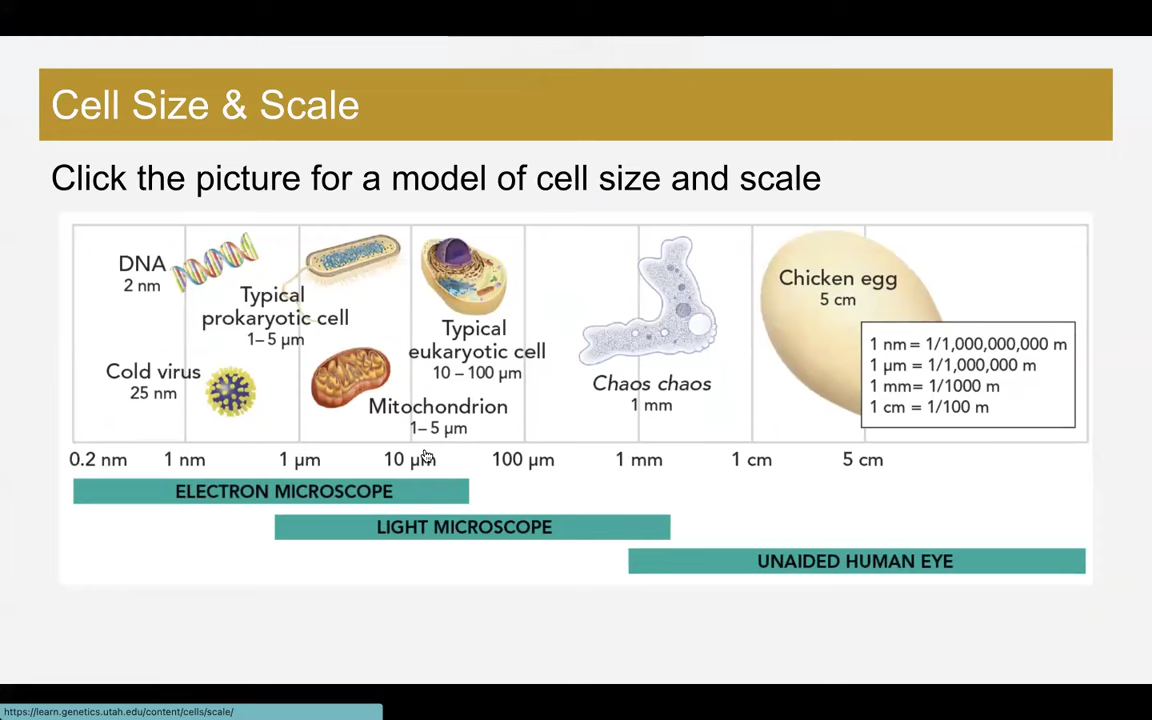 Cell Size & Scale
Click the picture for a model of cell size and scale
DNA
2 nm
Typical
prokaryotic cell
1–5 µm
Cold virus
25 nm
Typical
eukaryotic cell
10 – 100 µm
Mitochondrion
1– 5 µm
Chaos chaos
1 mm
Chicken egg
5 cm
1 nm = 1/1,000,000,000 m
1 µm = 1/1,000,000 m
1 mm= 1/1000 m
1 cm = 1/100 m
0.2 nm 1 nm 1 µm 10 µm 100 µm 1 mm 1 cm 5 cm
ELECTRON MICROSCOPE
LIGHT MICROSCOPE
UNAIDED HUMAN EYE
https://learn.genetics.utah.edu/content/cells/scale/